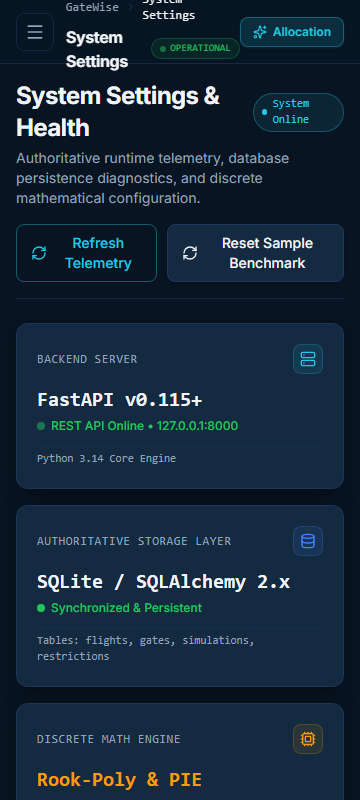 GateWise
System
Settings
System
Settings
OPERATIONAL
Allocation
System Settings &
Health
System
Online
Authoritative runtime telemetry, database
persistence diagnostics, and discrete
mathematical configuration.
Refresh
Telemetry
Reset Sample
Benchmark
BACKEND SERVER
FastAPI v0.115+
REST API Online • 127.0.0.1:8000
Python 3.14 Core Engine
AUTHORITATIVE STORAGE LAYER
SQLite / SQLAlchemy 2.x
Synchronized & Persistent
Tables: flights, gates, simulations,
restrictions
DISCRETE MATH ENGINE
Rook-Poly & PIE